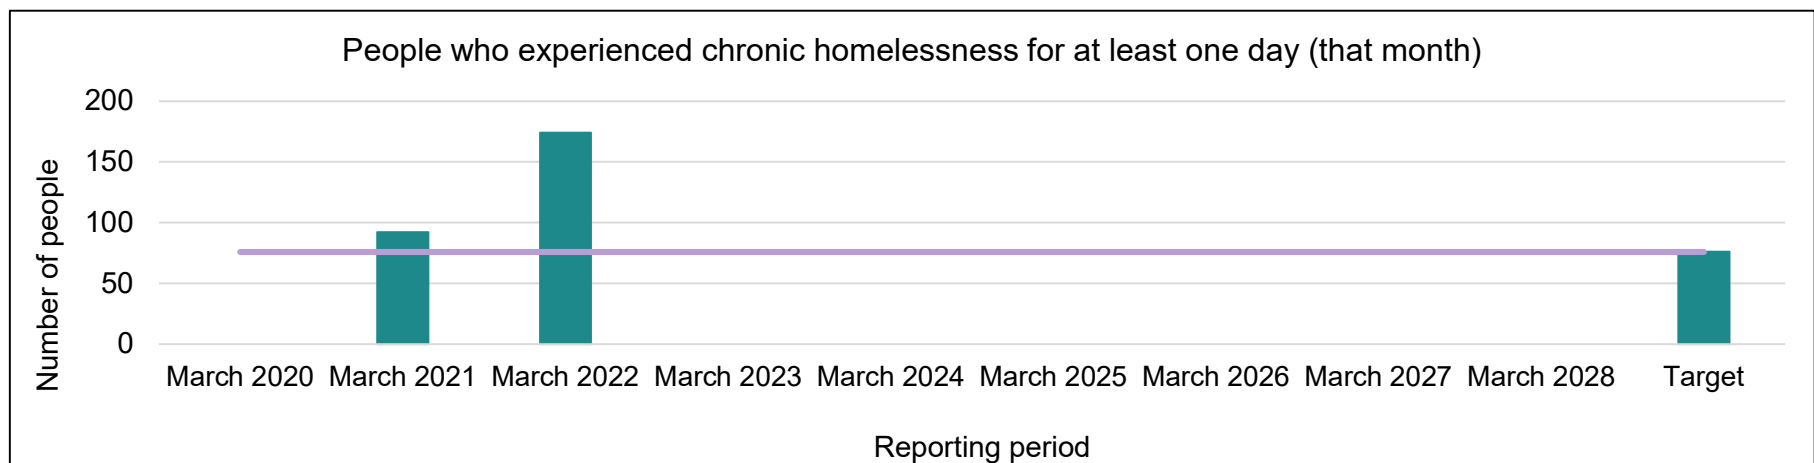 People who experienced chronic homelessness for at least one day (that month)
Number of people
200
150
100
50
0
March 2020 March 2021 March 2022 March 2023 March 2024 March 2025 March 2026 March 2027 March 2028 Target
Reporting period